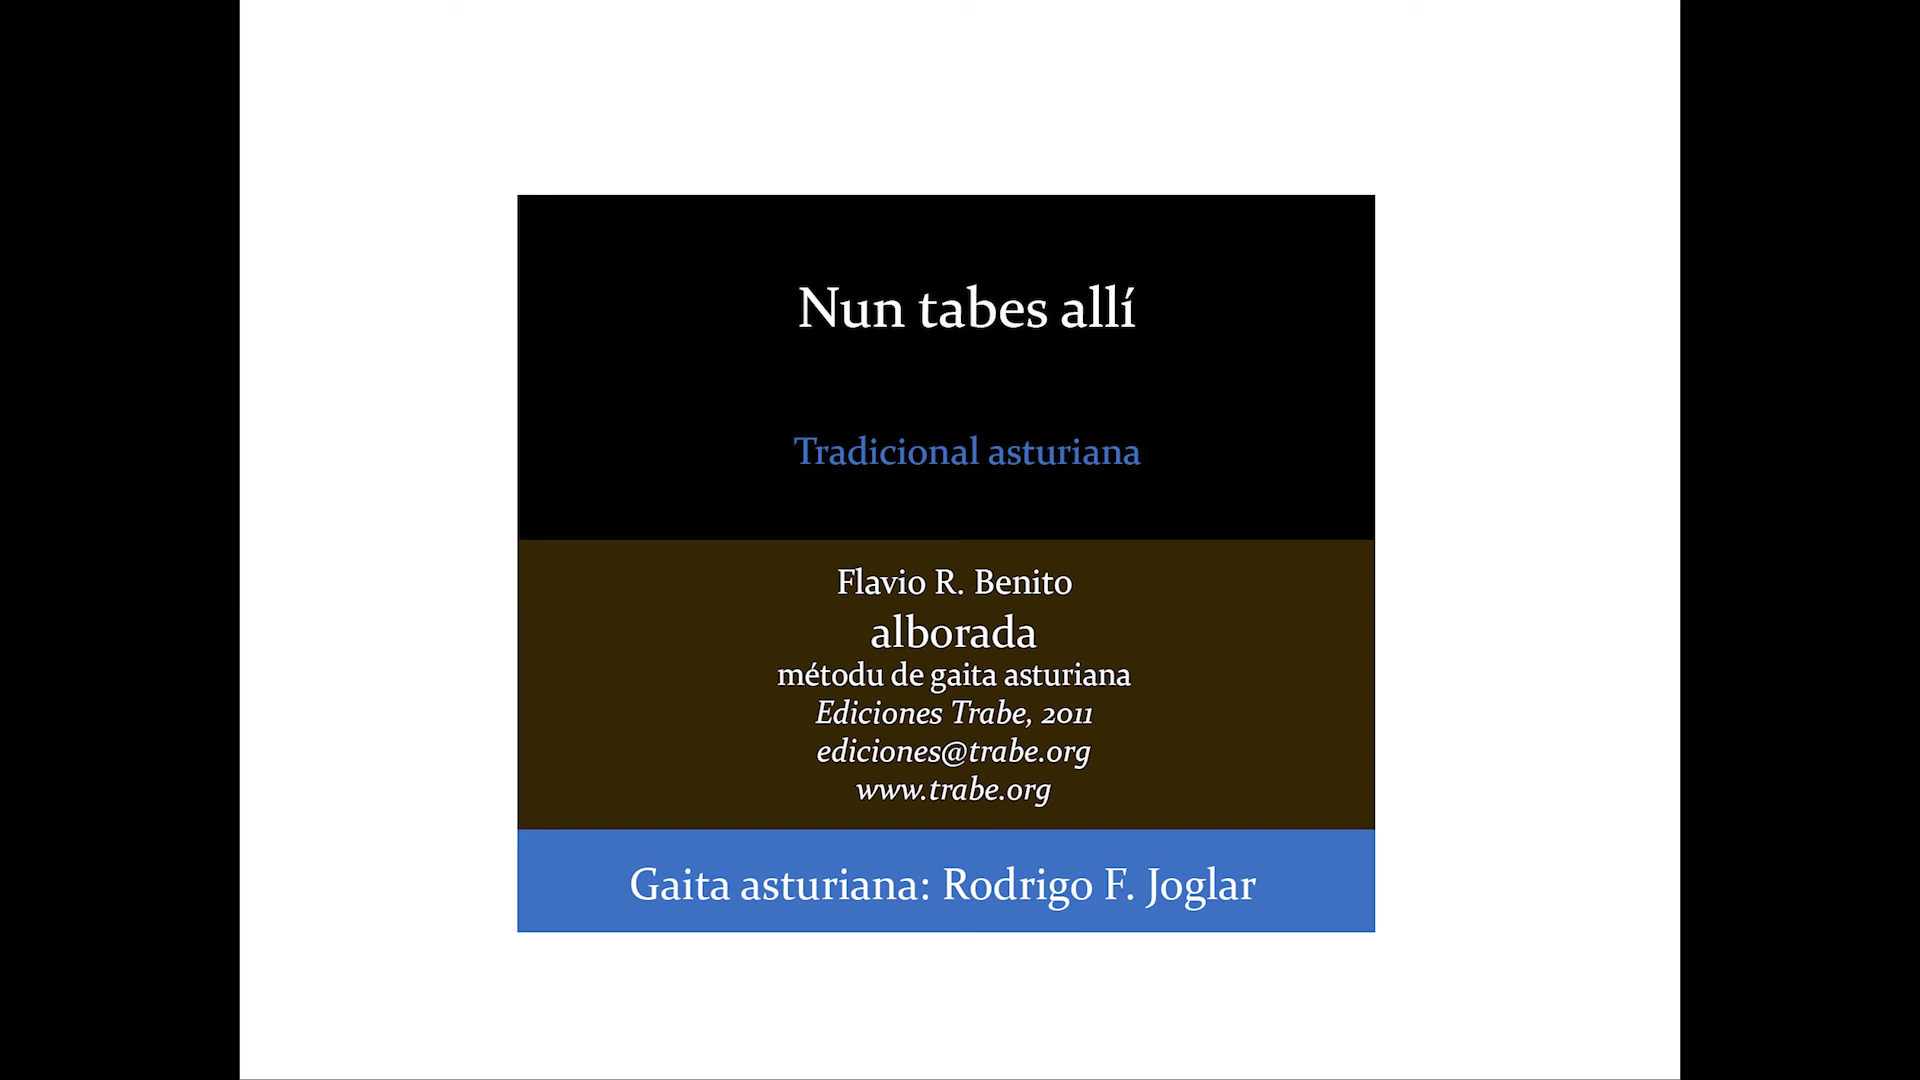 Nun tabes allí
Tradicional asturiana
Flavio R. Benito
alborada
métodu de gaita asturiana
Ediciones Trabe, 2011
ediciones@trabe.org
www.trabe.org
Gaita asturiana: Rodrigo F. Joglar